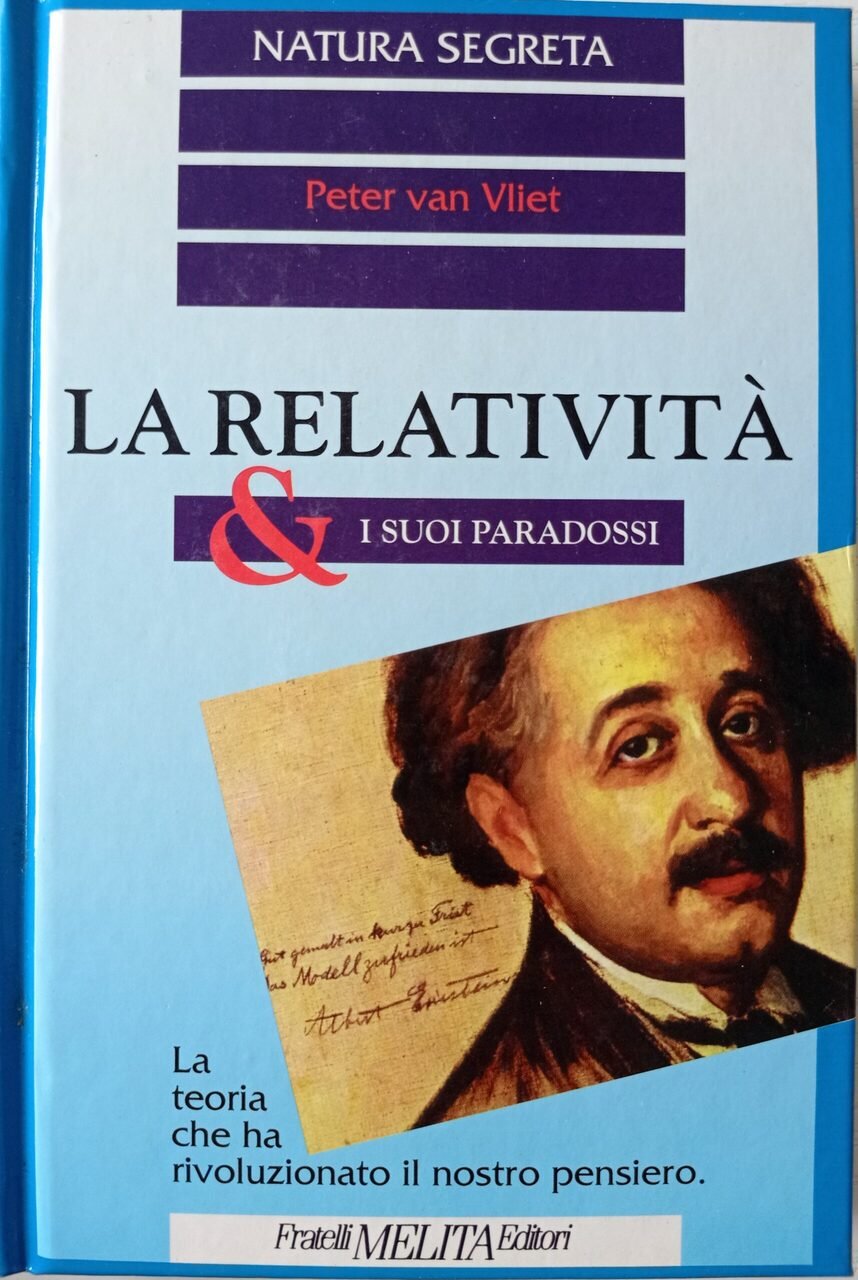 NATURA SEGRETA
Peter van Vliet
LA RELATIVITÀ
& I SUOI PARADOSSI
Gut gemalt in kurzer Frist
das Modell zufrieden ist
Albert Einstein
La
teoria
che ha
rivoluzionato il nostro pensiero.
Fratelli MELITA Editori